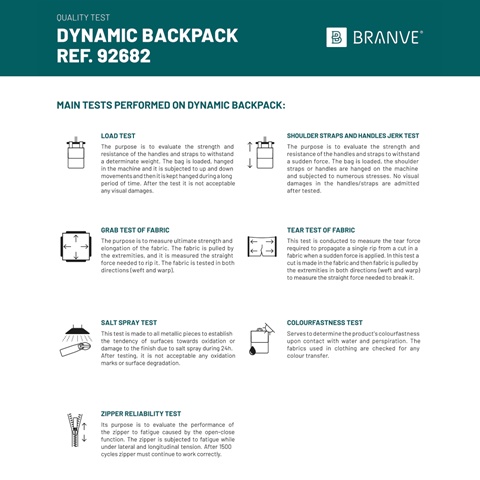 QUALITY TEST
DYNAMIC BACKPACK
REF. 92682
BRANVE®
MAIN TESTS PERFORMED ON DYNAMIC BACKPACK:
LOAD TEST
The purpose is to evaluate the strength and
resistance of the handles and straps to withstand
a determinate weight. The bag is loaded, hanged
in the machine and it is subjected to up and down
movements and then it is kept hanged during a long
period of time. After the test it is not acceptable
any visual damages.
SHOULDER STRAPS AND HANDLES JERK TEST
The purpose is to evaluate the strength and
resistance of the handles and straps to withstand
a sudden force. The bag is loaded, the shoulder
straps or handles are hanged on the machine
and subjected to numerous stresses. No visual
damages in the handles/straps are admitted
after tested.
GRAB TEST OF FABRIC
The purpose is to measure ultimate strength and
elongation of the fabric. The fabric is pulled by
the extremities, and it is measured the straight
force needed to rip it. The fabric is tested in both
directions (weft and warp).
TEAR TEST OF FABRIC
This test is conducted to measure the tear force
required to propagate a single rip from a cut in a
fabric when a sudden force is applied. In this test a
cut is made in the fabric and then fabric is pulled by
the extremities in both directions (weft and warp)
to measure the straight force needed to break it.
SALT SPRAY TEST
This test is made to all metallic pieces to establish
the tendency of surfaces towards oxidation or
damage to the finish due to salt spray during 24h.
After testing, it is not acceptable any oxidation
marks or surface degradation.
COLOURFASTNESS TEST
Serves to determine the product's colourfastness
upon contact with water and perspiration. The
fabrics used in clothing are checked for any
colour transfer.
ZIPPER RELIABILITY TEST
Its purpose is to evaluate the performance of
the zipper to fatigue caused by the open-close
function. The zipper is subjected to fatigue while
under lateral and longitudinal tension. After 1500
cycles zipper must continue to work correctly.